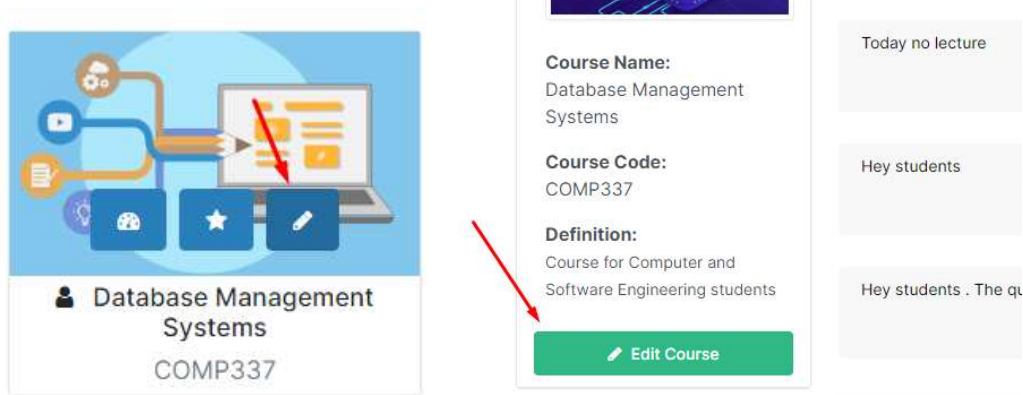 Database Management
Systems
COMP337
Course Name:
Database Management
Systems
Course Code:
COMP337
Definition:
Course for Computer and
Software Engineering students
Edit Course
Today no lecture
Hey students
Hey students . The qu